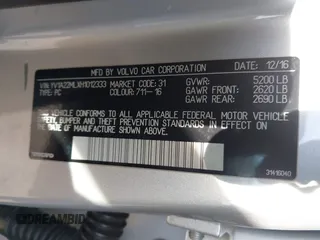 MFD. BY VOLVO CAR CORPORATION 12/16
VIN: YV1A22MLXH1012333 MARKET CODE: 31 GVWR: 5200 LB
TYPE: PC COLOUR: 711-16 GAWR FRONT: 2620 LB
GAWR REAR: 2690 LB
THIS VEHICLE CONFORMS TO ALL APPLICABLE FEDERAL MOTOR VEHICLE
SAFETY, BUMPER AND THEFT PREVENTION STANDARDS IN EFFECT ON THE
DATE OF MANUFACTURE SHOWN ABOVE.
31416040
DREAMBID